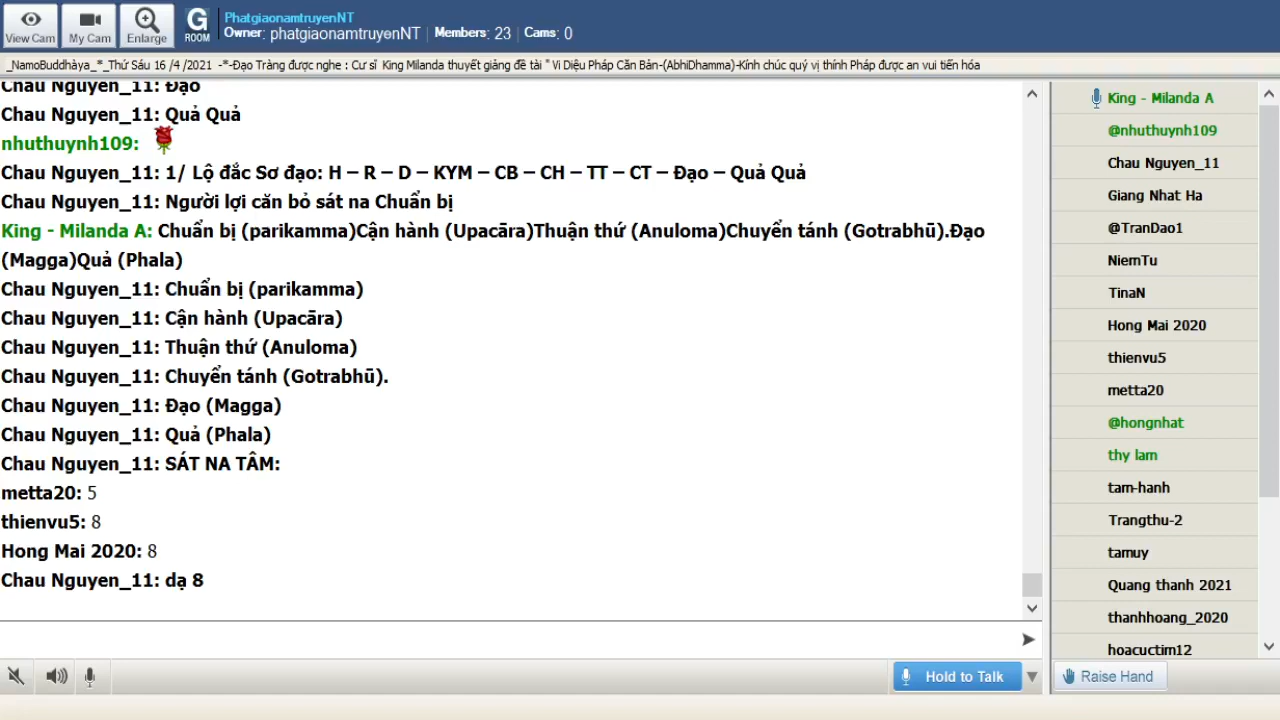 View Cam
My Cam
Enlarge
G
ROOM
PhatgiaonamtruyenNT
Owner: phatgiaonamtruyenNT | Members: 23 | Cams: 0
_NamoBuddhàya_*_Thứ Sáu 16 /4 /2021 -*-Đạo Tràng được nghe : Cư sĩ King Milanda thuyết giảng đề tài " Vi Diệu Pháp Căn Bản-(AbhiDhamma)-Kính chúc quý vị thính Pháp được an vui tiến hóa
Chau Nguyen_11: Đạo
Chau Nguyen_11: Quả Quả
nhuthuynh109:
Chau Nguyen_11: 1/ Lộ đắc Sơ đạo: H – R – D – KYM – CB – CH – TT – CT – Đạo – Quả Quả
Chau Nguyen_11: Người lợi căn bỏ sát na Chuẩn bị
King - Milanda A: Chuẩn bị (parikamma)Cận hành (Upacāra)Thuận thứ (Anuloma)Chuyển tánh (Gotrabhū).Đạo
(Magga)Quả (Phala)
Chau Nguyen_11: Chuẩn bị (parikamma)
Chau Nguyen_11: Cận hành (Upacāra)
Chau Nguyen_11: Thuận thứ (Anuloma)
Chau Nguyen_11: Chuyển tánh (Gotrabhū).
Chau Nguyen_11: Đạo (Magga)
Chau Nguyen_11: Quả (Phala)
Chau Nguyen_11: SÁT NA TÂM:
metta20: 5
thienvu5: 8
Hong Mai 2020: 8
Chau Nguyen_11: dạ 8
King - Milanda A
@nhuthuynh109
Chau Nguyen_11
Giang Nhat Ha
@TranDao1
NiemTu
TinaN
Hong Mai 2020
thienvu5
metta20
@hongnhat
thy lam
tam-hanh
Trangthu-2
tamuy
Quang thanh 2021
thanhhoang_2020
hoacuctim12
Hold to Talk
Raise Hand